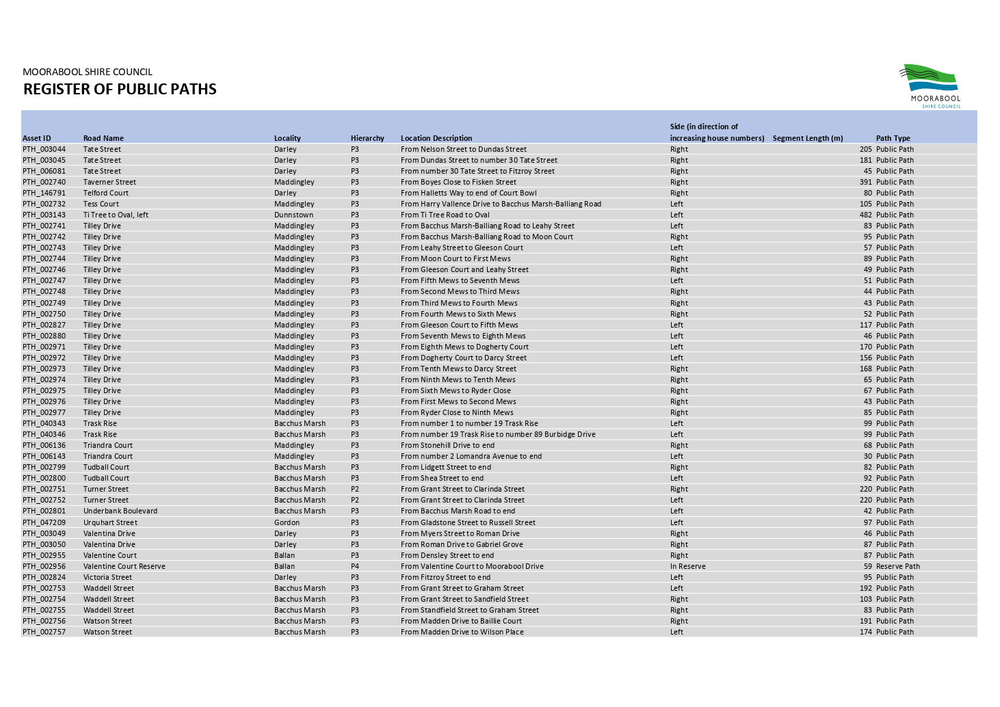 MOORABOOL SHIRE COUNCIL
REGISTER OF PUBLIC PATHS
MOORABOOL
SHIRE COUNCIL
Asset ID Road Name Locality Hierarchy Location Description Side (in direction of increasing house numbers) Segment Length (m) Path Type
PTH_003044 Tate Street Darley P3 From Nelson Street to Dundas Street Right 205 Public Path
PTH_003045 Tate Street Darley P3 From Dundas Street to number 30 Tate Street Right 181 Public Path
PTH_006081 Tate Street Darley P3 From number 30 Tate Street to Fitzroy Street Right 45 Public Path
PTH_002740 Taverner Street Maddingley P3 From Boyes Close to Fisken Street Right 391 Public Path
PTH_146791 Telford Court Darley P3 From Halletts Way to end of Court Bowl Right 80 Public Path
PTH_002732 Tess Court Maddingley P3 From Harry Vallence Drive to Bacchus Marsh-Balliang Road Left 105 Public Path
PTH_003143 Ti Tree to Oval, left Dunnstown P3 From Ti Tree Road to Oval Left 482 Public Path
PTH_002741 Tilley Drive Maddingley P3 From Bacchus Marsh-Balliang Road to Leahy Street Left 83 Public Path
PTH_002742 Tilley Drive Maddingley P3 From Bacchus Marsh-Balliang Road to Moon Court Right 95 Public Path
PTH_002743 Tilley Drive Maddingley P3 From Leahy Street to Gleeson Court Left 57 Public Path
PTH_002744 Tilley Drive Maddingley P3 From Moon Court to First Mews Right 89 Public Path
PTH_002746 Tilley Drive Maddingley P3 From Gleeson Court and Leahy Street Right 49 Public Path
PTH_002747 Tilley Drive Maddingley P3 From Fifth Mews to Seventh Mews Left 51 Public Path
PTH_002748 Tilley Drive Maddingley P3 From Second Mews to Third Mews Right 44 Public Path
PTH_002749 Tilley Drive Maddingley P3 From Third Mews to Fourth Mews Right 43 Public Path
PTH_002750 Tilley Drive Maddingley P3 From Fourth Mews to Sixth Mews Right 52 Public Path
PTH_002827 Tilley Drive Maddingley P3 From Gleeson Court to Fifth Mews Left 117 Public Path
PTH_002880 Tilley Drive Maddingley P3 From Seventh Mews to Eighth Mews Left 46 Public Path
PTH_002971 Tilley Drive Maddingley P3 From Eighth Mews to Dogherty Court Left 170 Public Path
PTH_002972 Tilley Drive Maddingley P3 From Dogherty Court to Darcy Street Left 156 Public Path
PTH_002973 Tilley Drive Maddingley P3 From Tenth Mews to Darcy Street Right 168 Public Path
PTH_002974 Tilley Drive Maddingley P3 From Ninth Mews to Tenth Mews Right 65 Public Path
PTH_002975 Tilley Drive Maddingley P3 From Sixth Mews to Ryder Close Right 67 Public Path
PTH_002976 Tilley Drive Maddingley P3 From First Mews to Second Mews Right 43 Public Path
PTH_002977 Tilley Drive Maddingley P3 From Ryder Close to Ninth Mews Right 85 Public Path
PTH_040343 Trask Rise Bacchus Marsh P3 From number 1 to number 19 Trask Rise Left 99 Public Path
PTH_040346 Trask Rise Bacchus Marsh P3 From number 19 Trask Rise to number 89 Burbidge Drive Left 99 Public Path
PTH_006136 Triandra Court Maddingley P3 From Stonehill Drive to end Right 68 Public Path
PTH_006143 Triandra Court Maddingley P3 From number 2 Lomandra Avenue to end Left 30 Public Path
PTH_002799 Tudball Court Bacchus Marsh P3 From Lidgett Street to end Right 82 Public Path
PTH_002800 Tudball Court Bacchus Marsh P3 From Shea Street to end Left 92 Public Path
PTH_002751 Turner Street Bacchus Marsh P2 From Grant Street to Clarinda Street Right 220 Public Path
PTH_002752 Turner Street Bacchus Marsh P2 From Grant Street to Clarinda Street Left 220 Public Path
PTH_002801 Underbank Boulevard Bacchus Marsh P3 From Bacchus Marsh Road to end Left 42 Public Path
PTH_047209 Urquhart Street Gordon P3 From Gladstone Street to Russell Street Left 97 Public Path
PTH_003049 Valentina Drive Darley P3 From Myers Street to Roman Drive Right 46 Public Path
PTH_003050 Valentina Drive Darley P3 From Roman Drive to Gabriel Grove Right 87 Public Path
PTH_002955 Valentine Court Ballan P3 From Densley Street to end Right 87 Public Path
PTH_002956 Valentine Court Reserve Ballan P4 From Valentine Court to Moorabool Drive In Reserve 59 Reserve Path
PTH_002824 Victoria Street Darley P3 From Fitzroy Street to end Left 95 Public Path
PTH_002753 Waddell Street Bacchus Marsh P3 From Grant Street to Graham Street Left 192 Public Path
PTH_002754 Waddell Street Bacchus Marsh P3 From Grant Street to Sandfield Street Right 103 Public Path
PTH_002755 Waddell Street Bacchus Marsh P3 From Standfield Street to Graham Street Right 83 Public Path
PTH_002756 Watson Street Bacchus Marsh P3 From Madden Drive to Baillie Court Right 191 Public Path
PTH_002757 Watson Street Bacchus Marsh P3 From Madden Drive to Wilson Place Left 174 Public Path